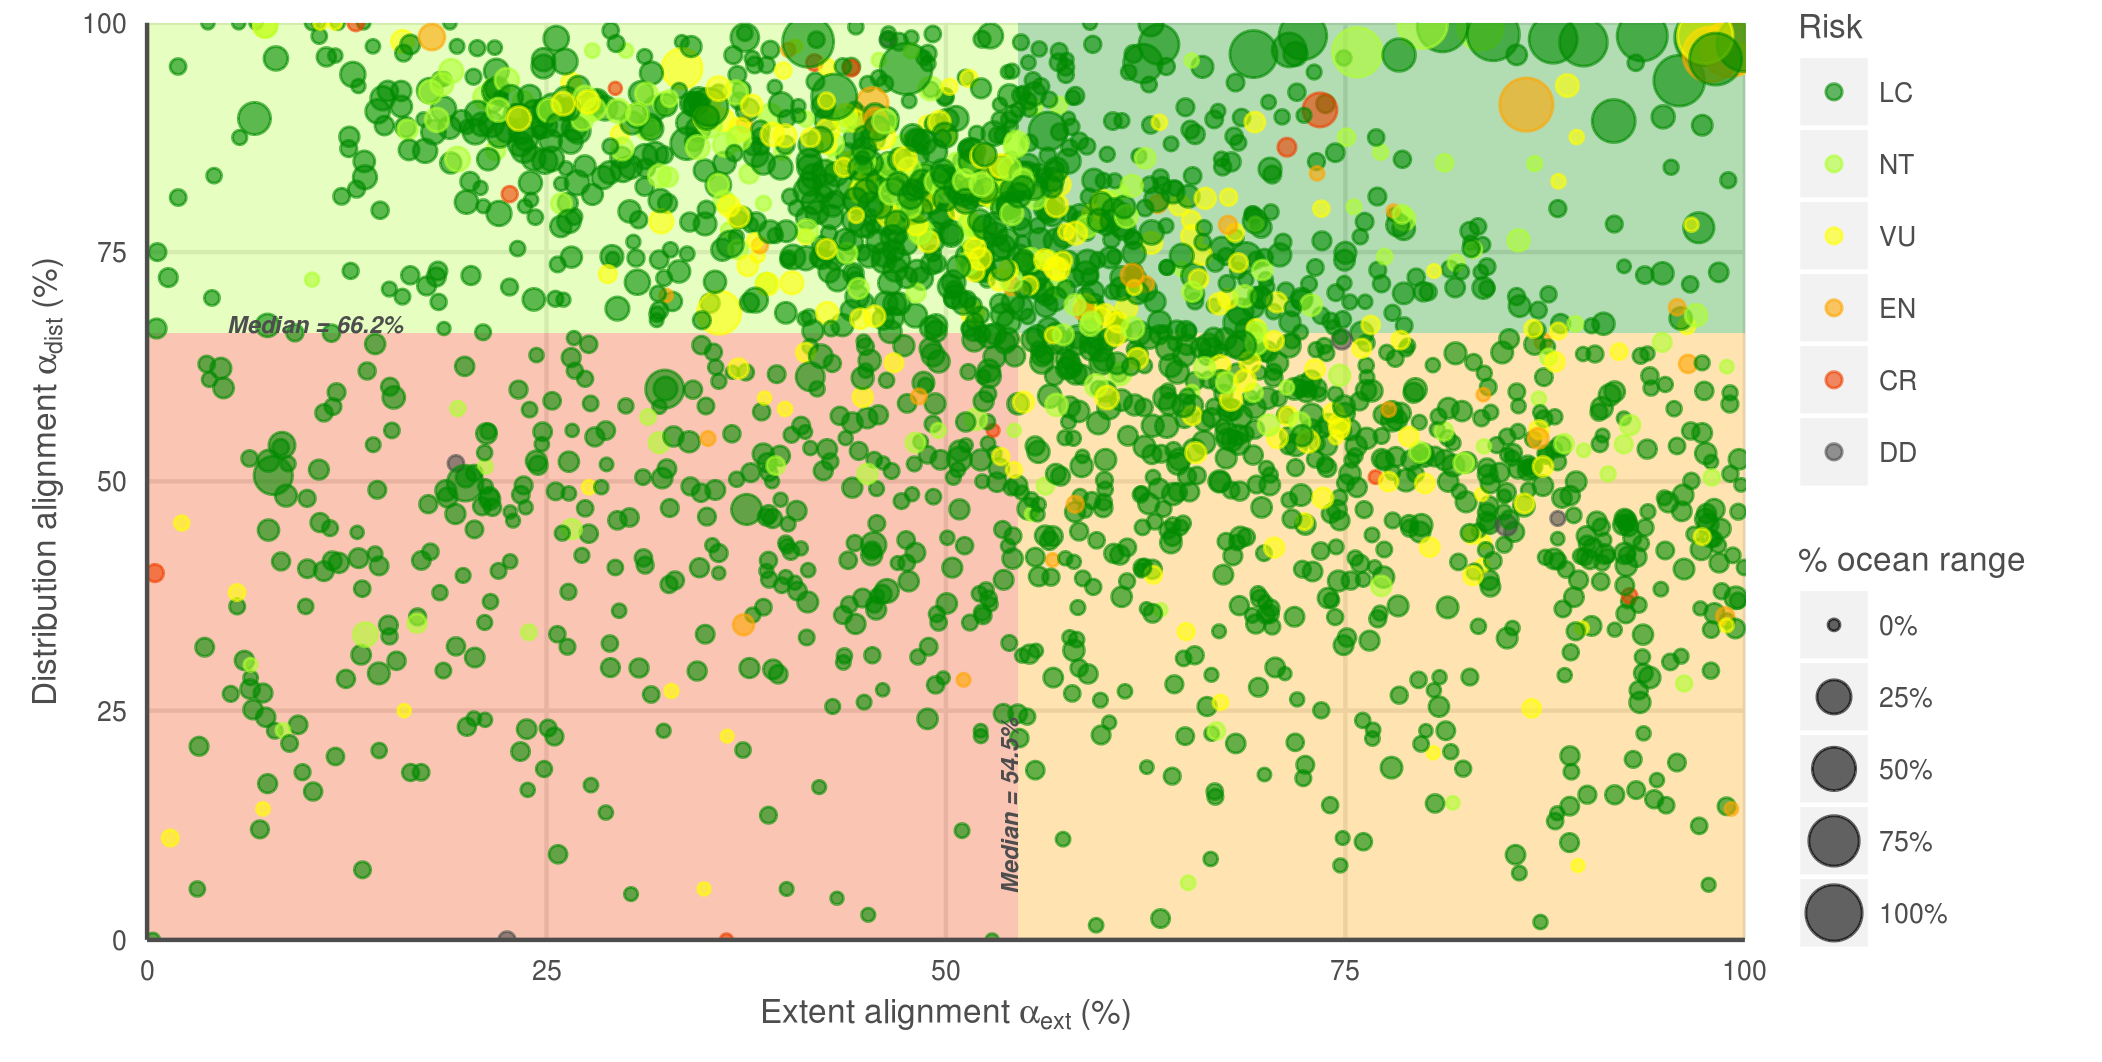 Distribution alignment αdist (%)
100
75
50
25
0
Median = 66.2%
Median = 54.5%
0 25 50 75 100
Extent alignment αext (%)
Risk
LC
NT
VU
EN
CR
DD
% ocean range
0%
25%
50%
75%
100%